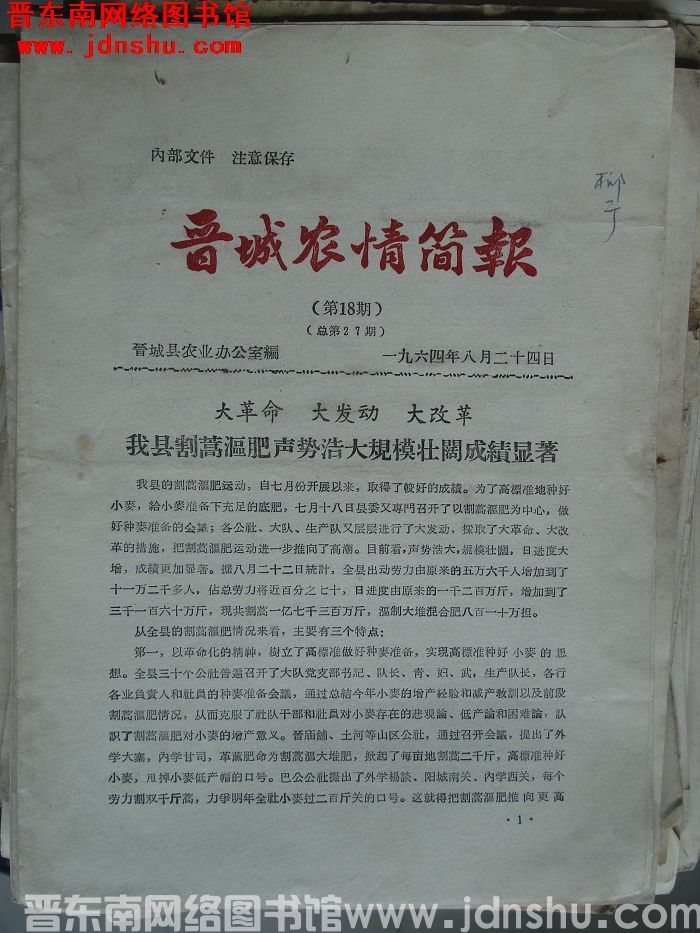 晋东南网络图书馆
www.jdnshu.com
內部文件　注意保存
晋城农情简報
（第18期）
（总第27期）
晉城县农业办公室編　　一九六四年八月二十四日
大革命　大发动　大改革
我县割蒿漚肥声势浩大規模壮闊成績显著
我县的割蒿漚肥运动，自七月份开展以来，取得了較好的成績。为了高標准地种好
小麥，給小麥准备下充足的底肥，七月十八日县委又專門召开了以割蒿漚肥为中心，做
好种麥准备的会議；各公社、大队、生产队又层层进行了大发动，採取了大革命、大改
革的措施，把割蒿漚肥运动进一步推向了高潮。目前看，声势浩大，規模壮闊，日进度大
增，成績更加显著。据八月二十二日統計，全县出动劳力由原来的五万六千人增加到了
十一万二千多人，佔总劳力将近百分之七十，日进度由原来的一千二百万斤，增加到了
三千一百六十万斤，現共割蒿一亿七千三百万斤，漚制大堆混合肥八百一十万担。
从全县的割蒿漚肥情况来看，主要有三个特点：
第一，以革命化的精神，樹立了高標准做好种麥准备，实現高標准种好小麥的思
想。全县三十个公社普遍召开了大队党支部书記、队长、青、妇、武，生产队长，各行
各业負責人和社員的种麥准备会議，通过总結今年小麥的增产經驗和减产教訓以及前段
割蒿漚肥情况，从而克服了社队干部和社員对小麥存在的悲观論、低产論和困难論，認
識了割蒿漚肥对小麥的增产意义。晉庙鋪、土河等山区公社，通过召开会議，提出了外
学大寨，内学甘司，革薰肥命为割蒿漚大堆肥，掀起了每亩地割蒿二千斤，高標准种好
小麥，甩掉小麥低产帽的口号。巴公公社提出了外学楊談、阳城南关、内学西关，每个
劳力割双千斤蒿，力爭明年全社小麥过二百斤关的口号。这就得把割蒿漚肥推向更高
·1·
晋东南网络图书馆 www.jdnshu.com